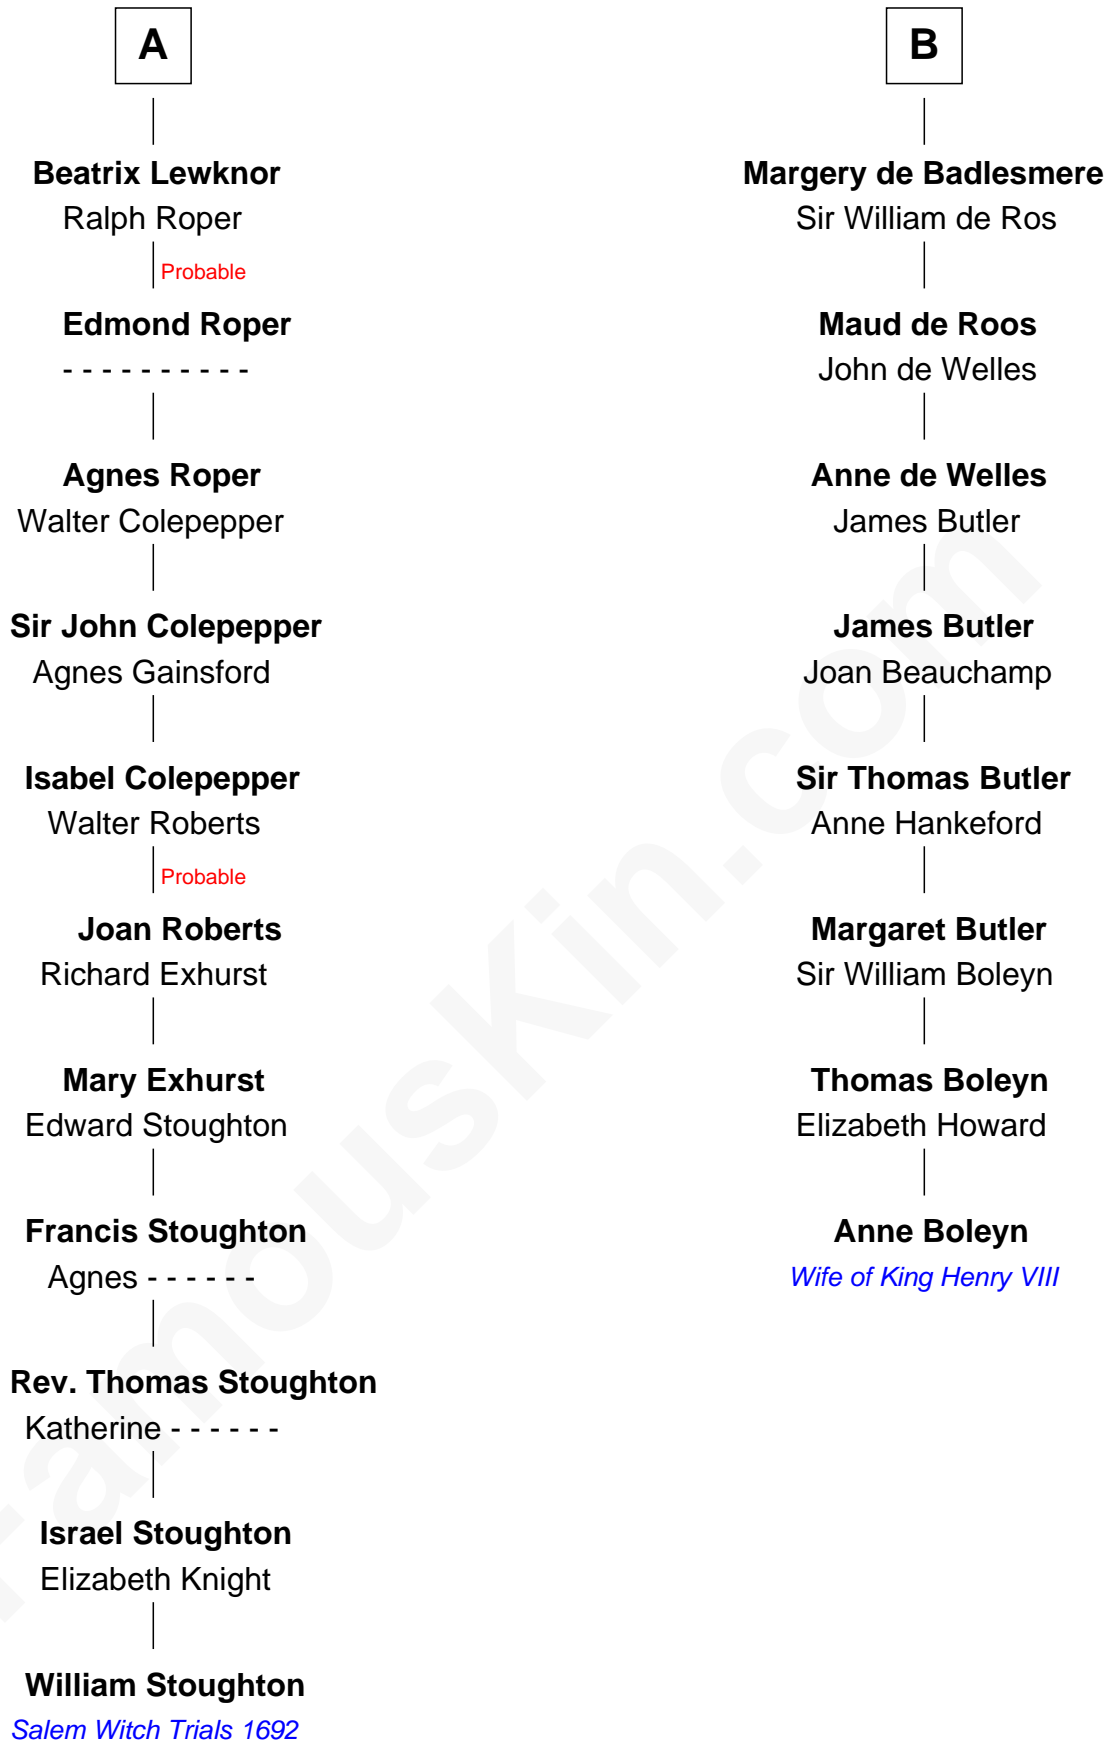 A
Beatrix Lewknor
Ralph Roper
Probable
Edmond Roper
- - - - - - - - - -
Agnes Roper
Walter Colepepper
Sir John Colepepper
Agnes Gainsford
Isabel Colepepper
Walter Roberts
Probable
Joan Roberts
Richard Exhurst
Mary Exhurst
Edward Stoughton
Francis Stoughton
Agnes - - - - - -
Rev. Thomas Stoughton
Katherine - - - - - -
Israel Stoughton
Elizabeth Knight
William Stoughton
Salem Witch Trials 1692
B
Margery de Badlesmere
Sir William de Ros
Maud de Roos
John de Welles
Anne de Welles
James Butler
James Butler
Joan Beauchamp
Sir Thomas Butler
Anne Hankeford
Margaret Butler
Sir William Boleyn
Thomas Boleyn
Elizabeth Howard
Anne Boleyn
Wife of King Henry VIII
FamousKin.com